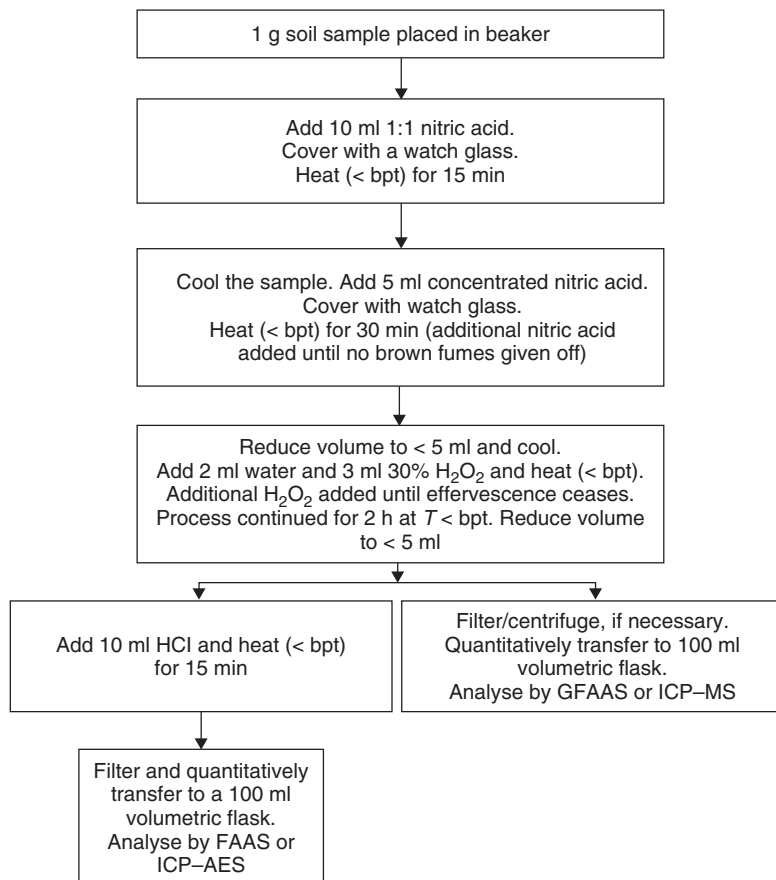 1 g soil sample placed in beaker
Add 10 ml 1:1 nitric acid.
Cover with a watch glass.
Heat (< bpt) for 15 min
Cool the sample. Add 5 ml concentrated nitric acid.
Cover with watch glass.
Heat (< bpt) for 30 min (additional nitric acid
added until no brown fumes given off)
Reduce volume to < 5 ml and cool.
Add 2 ml water and 3 ml 30% H₂O₂ and heat (< bpt).
Additional H₂O₂ added until effervescence ceases.
Process continued for 2 h at T < bpt. Reduce volume
to < 5 ml
Add 10 ml HCl and heat (< bpt)
for 15 min
Filter/centrifuge, if necessary.
Quantitatively transfer to 100 ml
volumetric flask.
Analyse by GFAAS or ICP–MS
Filter and quantitatively
transfer to a 100 ml
volumetric flask.
Analyse by FAAS or
ICP–AES